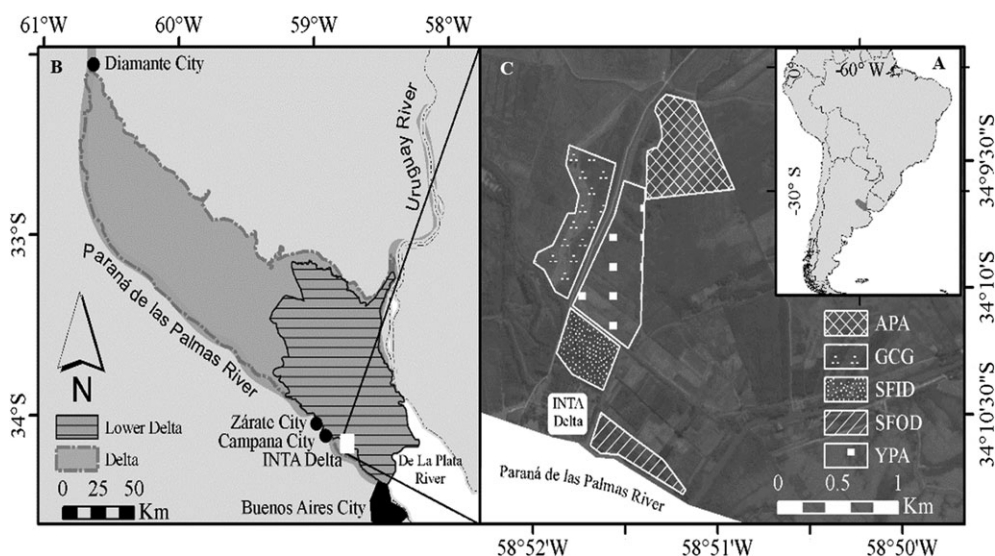 61°W
60°W
59°W
58°W
B
Diamante City
Uruguay River
33°S
Paraná de las Palmas River
N
34°S
Zárate City
Campana City
INTA Delta
De La Plata
River
Buenos Aires City
Lower Delta
Delta
0 25 50
Km
C
A
-60° W
0°
-30° S
34°9'30"S
34°10'S
34°10'30"S
APA
GCG
SFID
SFOD
YPA
INTA
Delta
Paraná de las Palmas River
0 0.5 1
Km
58°52'W
58°51'W
58°50'W